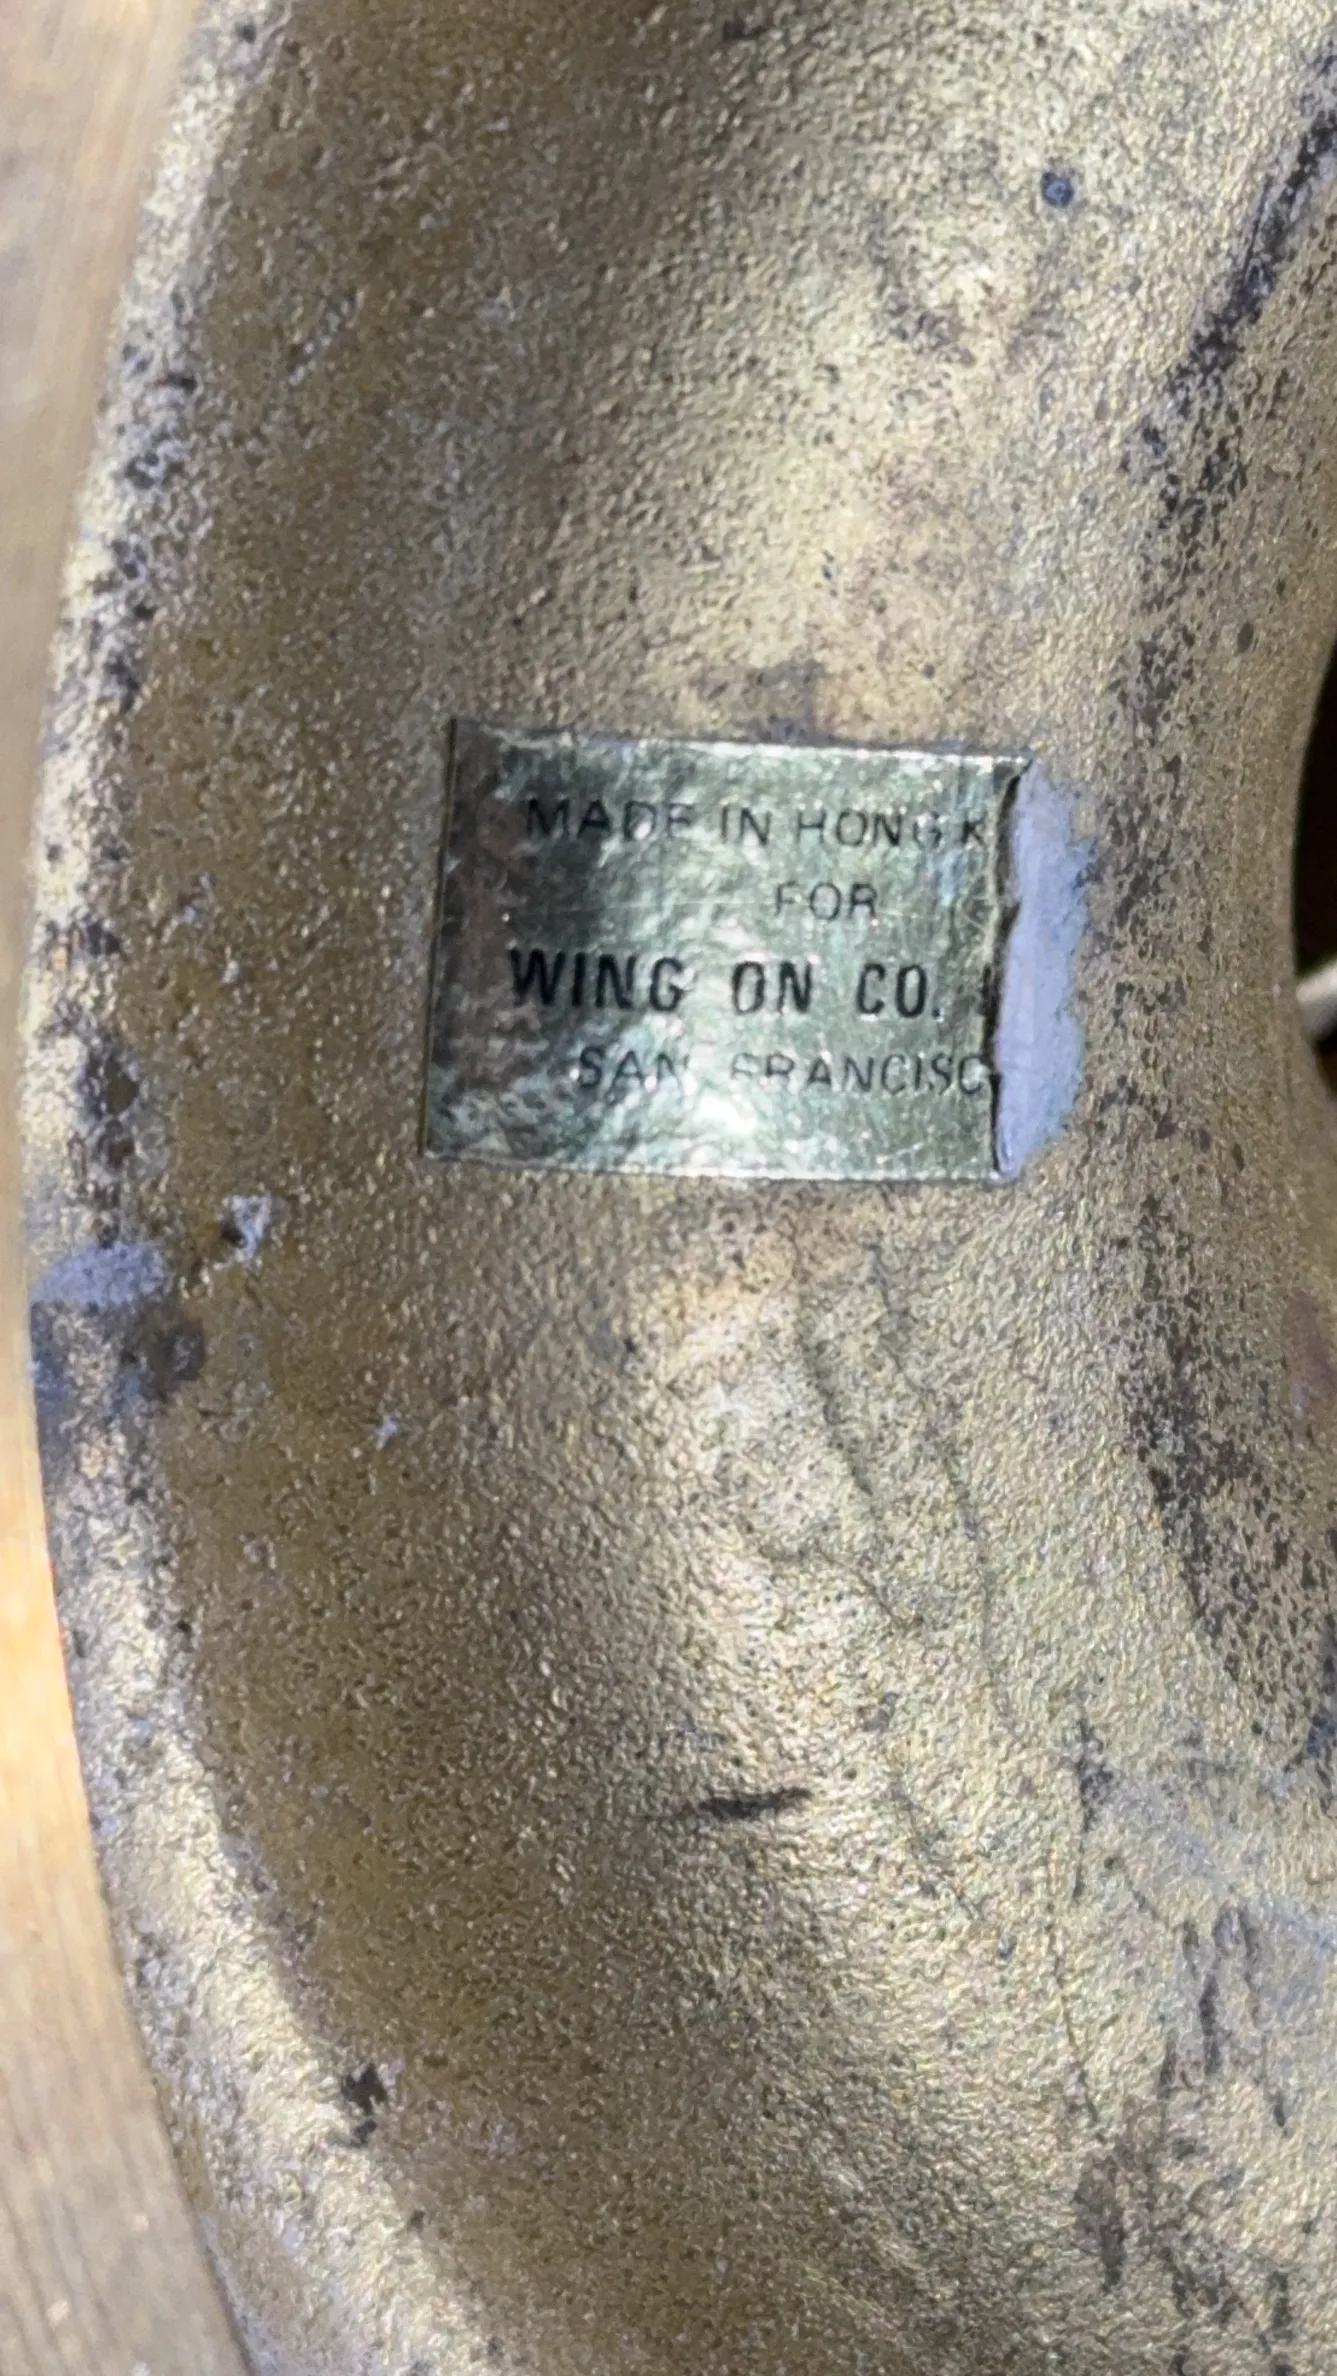 MADE IN HONG K
FOR
WING ON CO.
SAN FRANCISC